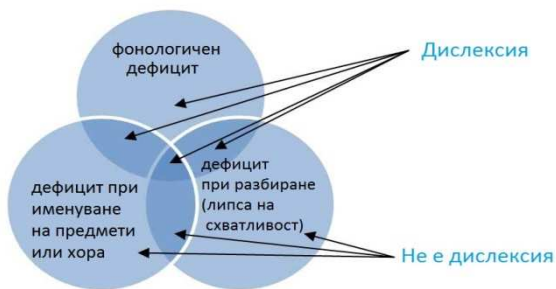 фонологичен
дефицит
Дислексия
дефицит при
именуване
на предмети
или хора
дефицит
при разбиране
(липса на
схватливост)
Не е дислексия